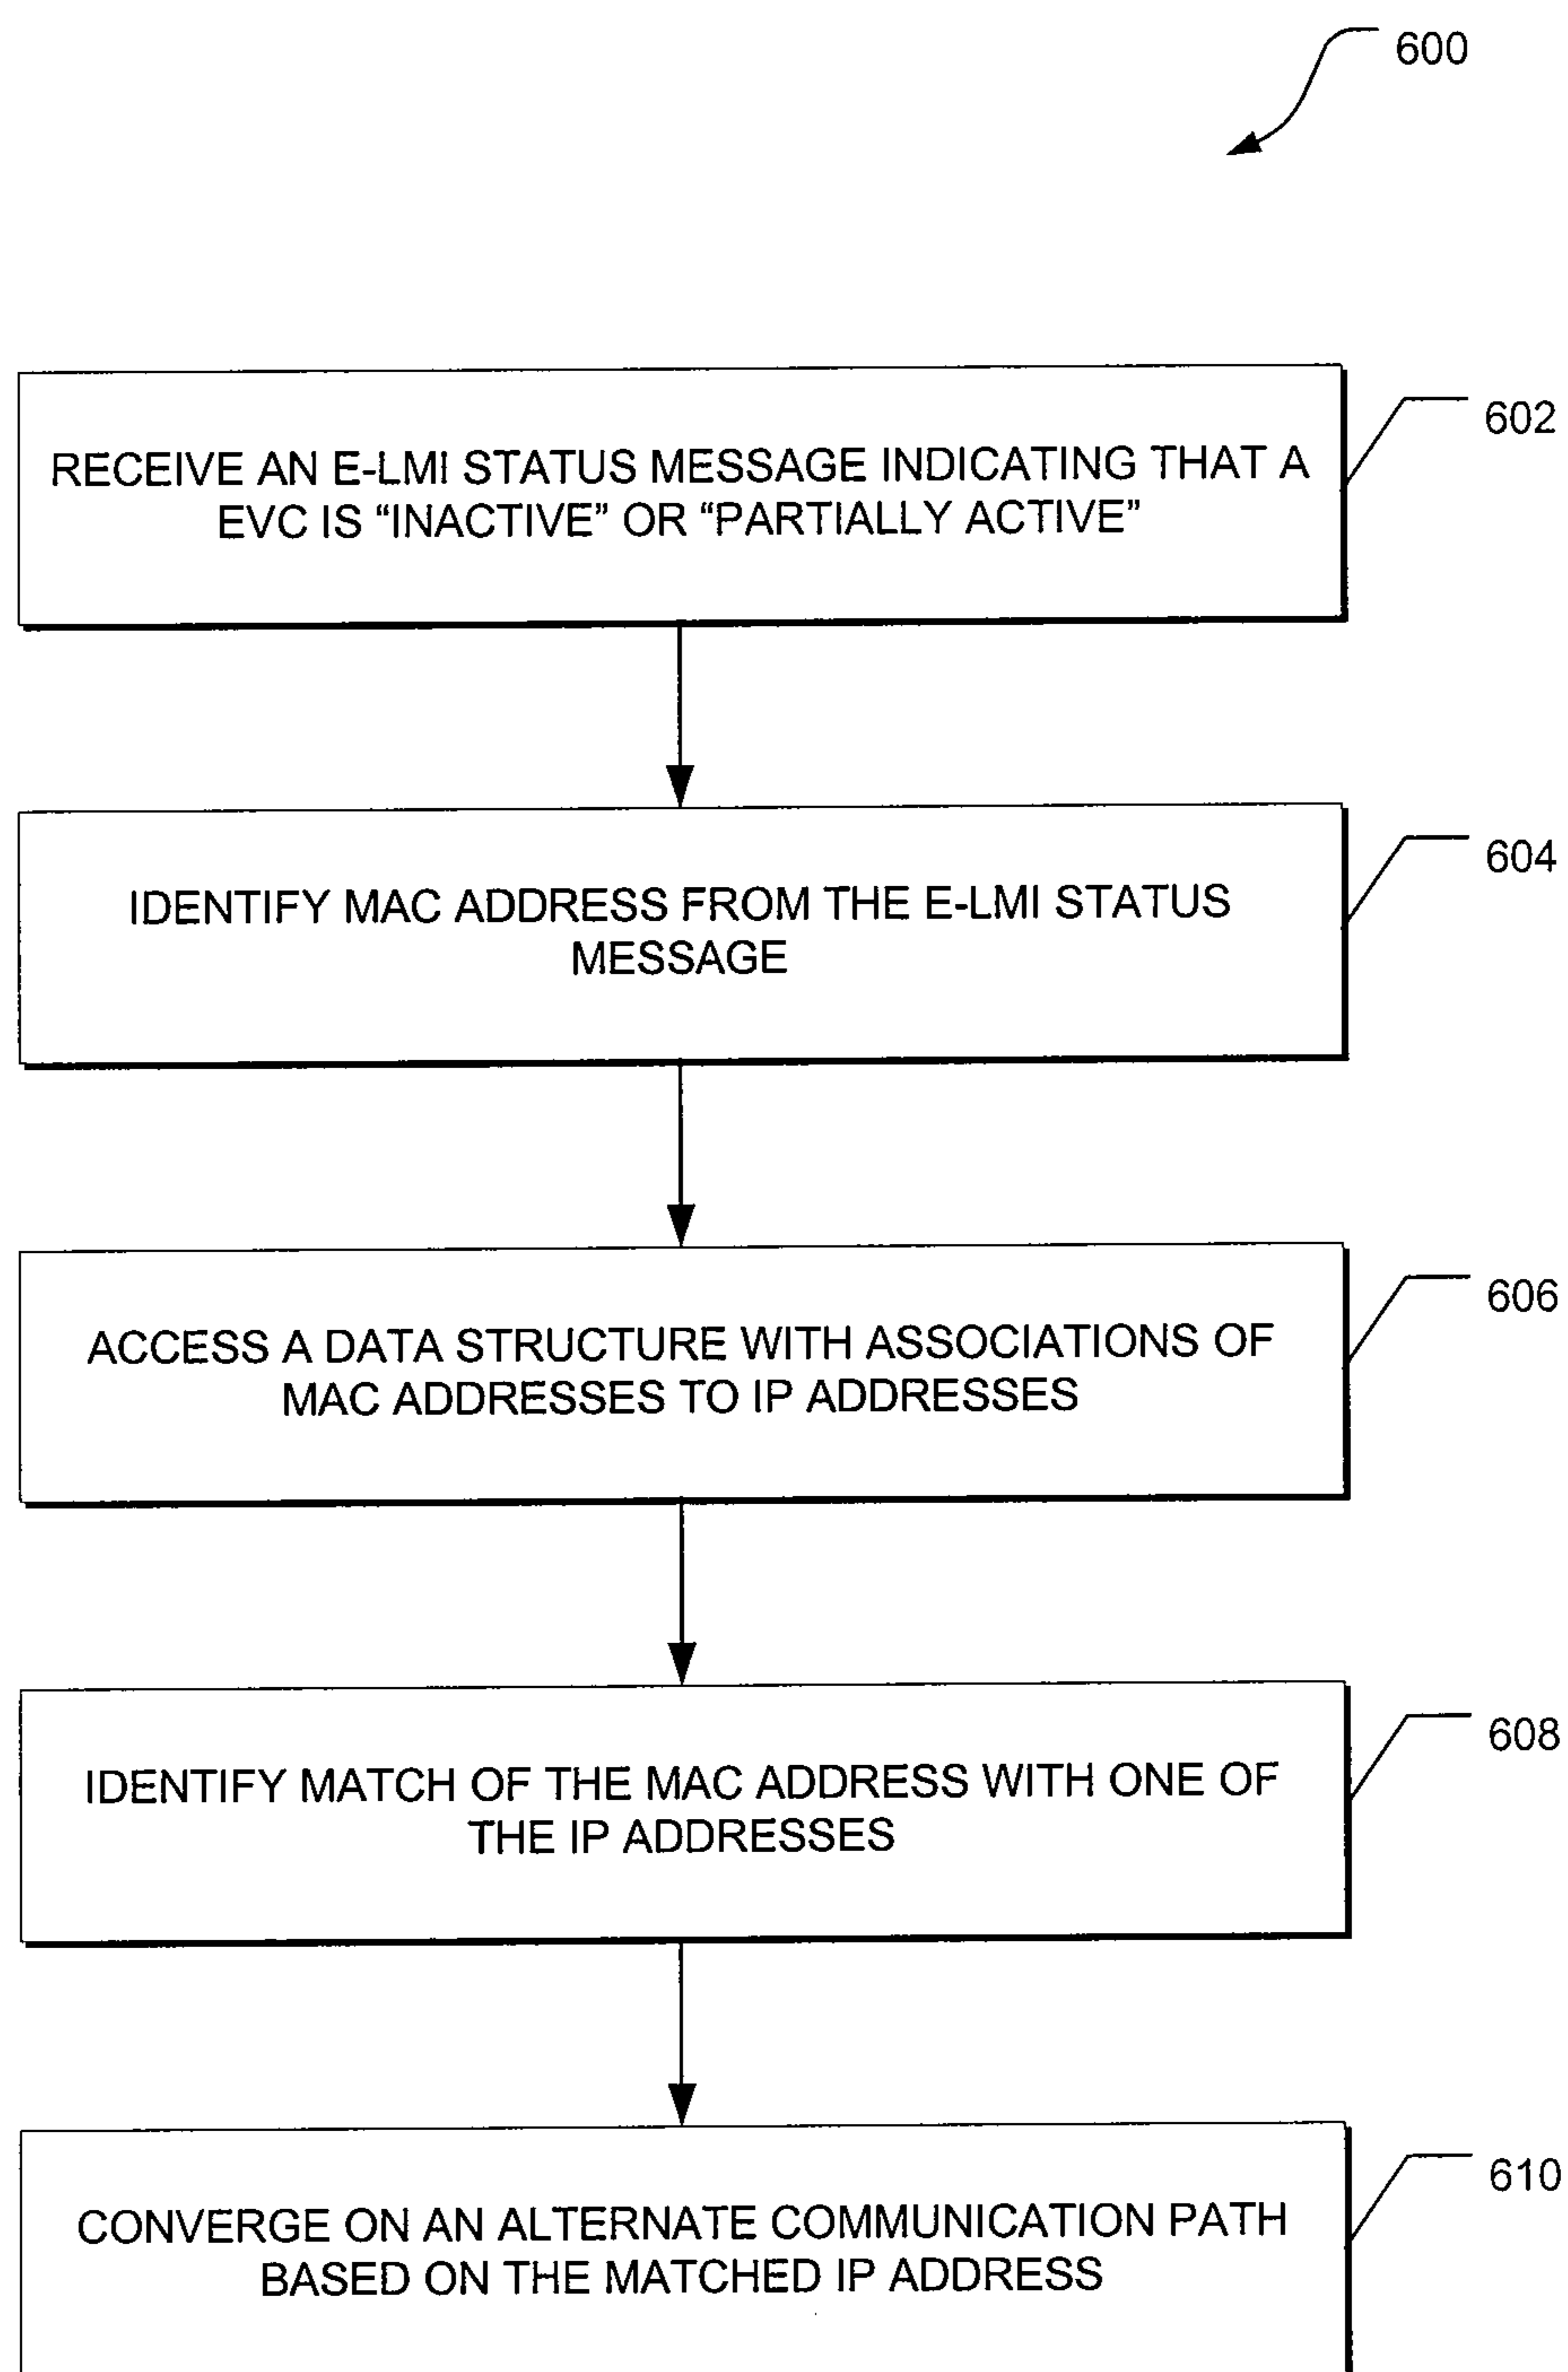 600
RECEIVE AN E-LMI STATUS MESSAGE INDICATING THAT A
EVC IS “INACTIVE” OR “PARTIALLY ACTIVE”
602
IDENTIFY MAC ADDRESS FROM THE E-LMI STATUS
MESSAGE
604
ACCESS A DATA STRUCTURE WITH ASSOCIATIONS OF
MAC ADDRESSES TO IP ADDRESSES
606
IDENTIFY MATCH OF THE MAC ADDRESS WITH ONE OF
THE IP ADDRESSES
608
CONVERGE ON AN ALTERNATE COMMUNICATION PATH
BASED ON THE MATCHED IP ADDRESS
610